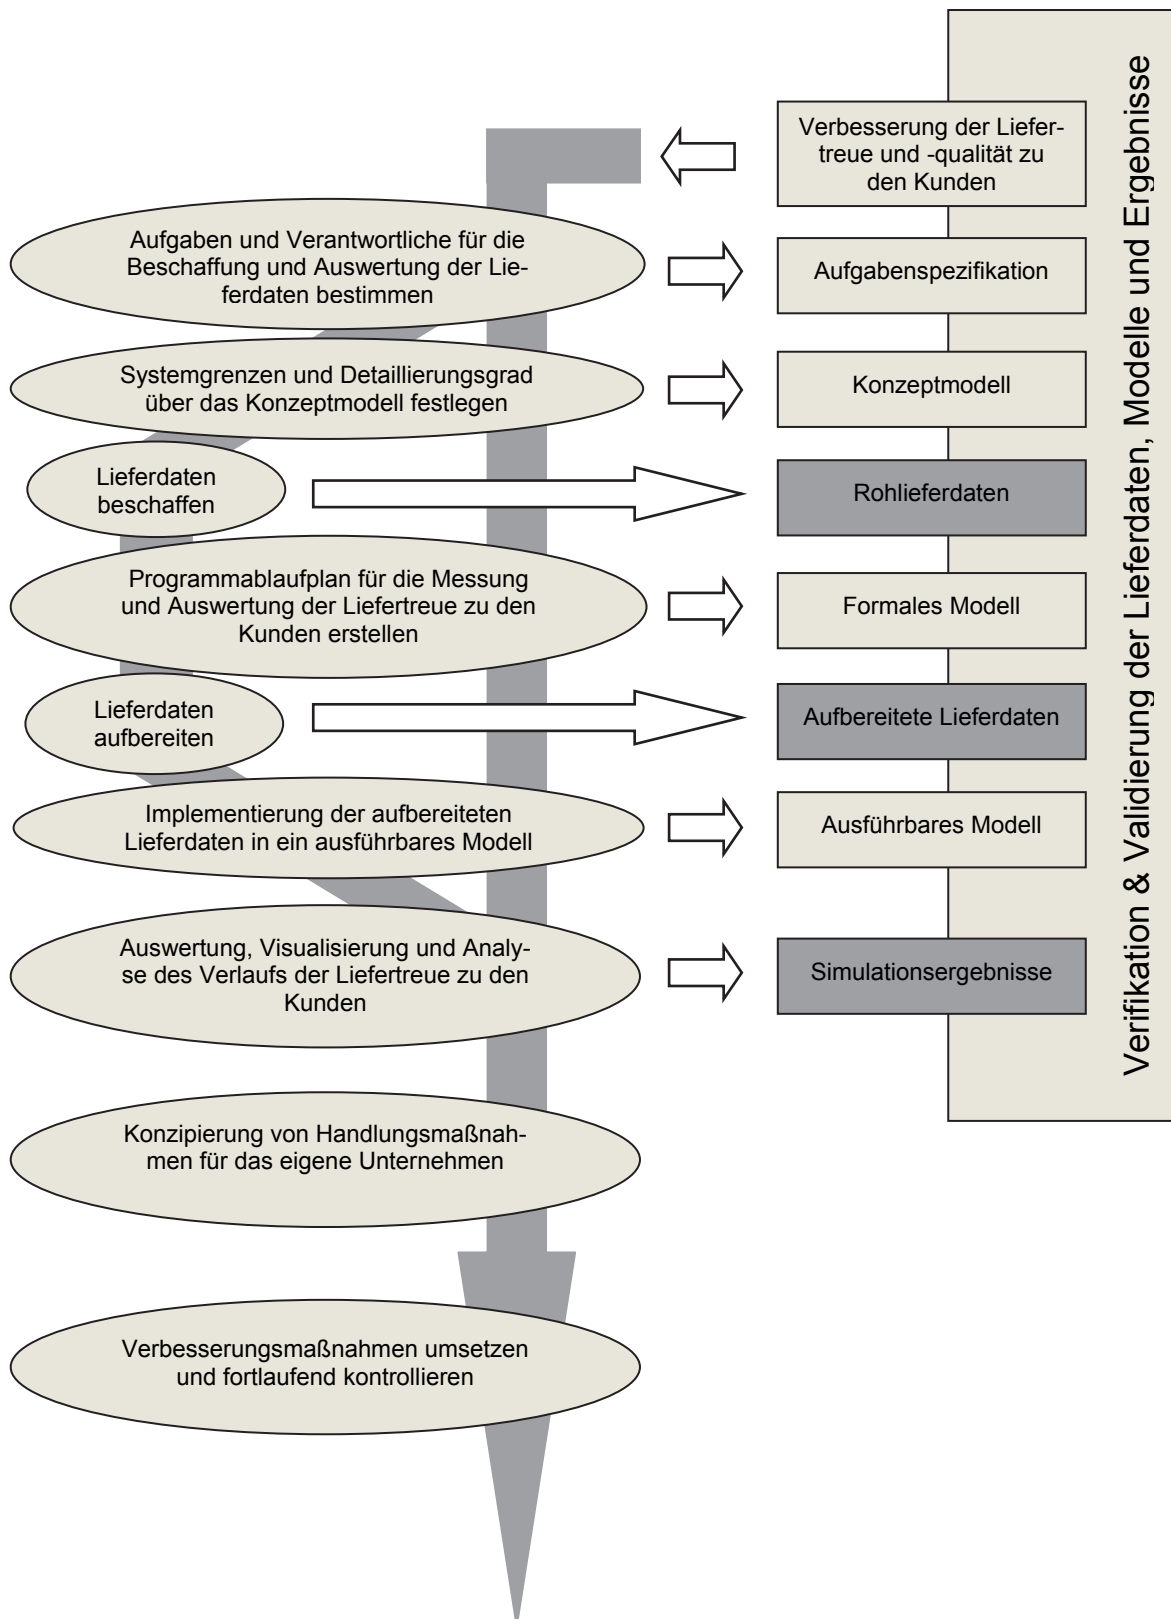 Verbesserung der Liefer-
treue und -qualität zu
den Kunden
Aufgaben und Verantwortliche für die
Beschaffung und Auswertung der Lie-
ferdaten bestimmen
Aufgabenspezifikation
Systemgrenzen und Detaillierungsgrad
über das Konzeptmodell festlegen
Konzeptmodell
Lieferdaten
beschaffen
Rohlieferdaten
Programmablaufplan für die Messung
und Auswertung der Liefertreue zu den
Kunden erstellen
Formales Modell
Lieferdaten
aufbereiten
Aufbereitete Lieferdaten
Implementierung der aufbereiteten
Lieferdaten in ein ausführbares Modell
Ausführbares Modell
Auswertung, Visualisierung und Analy-
se des Verlaufs der Liefertreue zu den
Kunden
Simulationsergebnisse
Konzipierung von Handlungsmaßnah-
men für das eigene Unternehmen
Verbesserungsmaßnahmen umsetzen
und fortlaufend kontrollieren
Verifikation & Validierung der Lieferdaten, Modelle und Ergebnisse